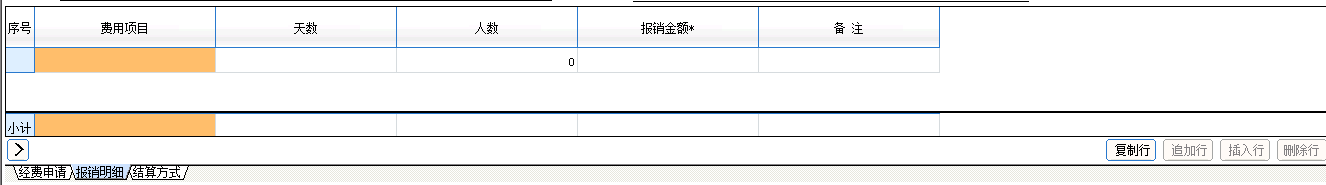 序号 费用项目 天数 人数 报销金额* 备 注
0
小计
复制行 追加行 插入行 删除行
经费申请 报销明细 结算方式